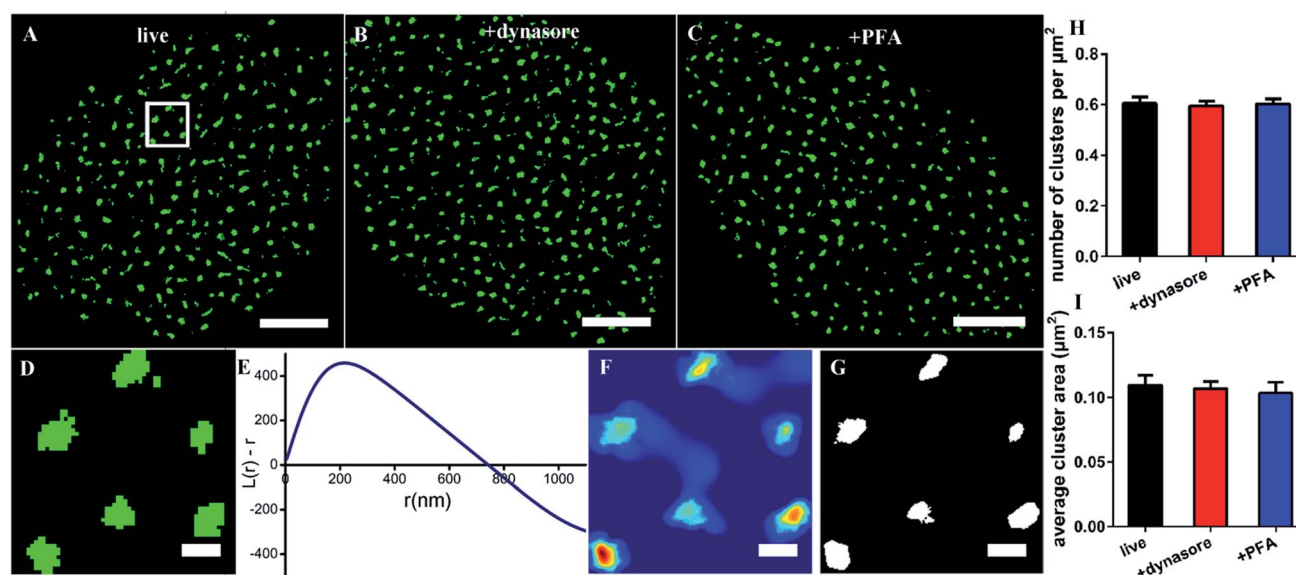 A
live
B
+dynasore
C
+PFA
H
number of clusters per µm²
0.8
0.6
0.4
0.2
0.0
live
+dynasore
+PFA
D
E
L(r) - r
400
200
0
-200
-400
0
200
400
600
800
1000
r(nm)
F
G
I
average cluster area (µm²)
0.15
0.10
0.05
0.00
live
+dynasore
+PFA